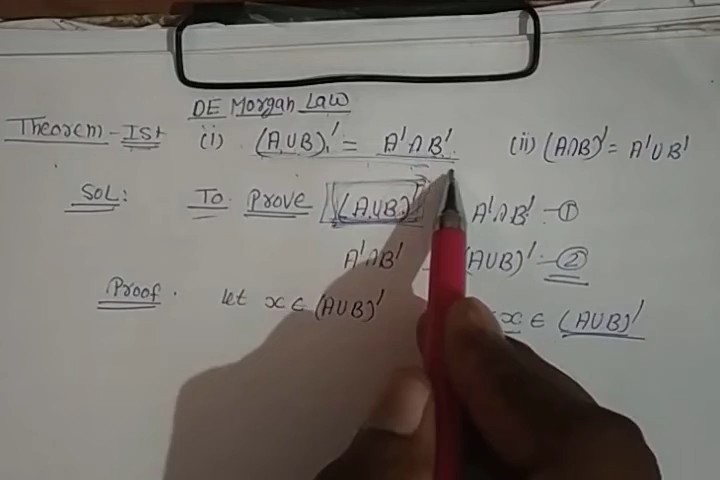 DE Morgan Law
Theorem - Ist (i) (A∪B)' = A'∩B' (ii) (A∩B)' = A'∪B'
SOL: To Prove (A∪B)' A'∩B' - ①
A'∩B' (A∪B)' - ②
Proof. let x ∈ (A∪B)' x ∈ (A∪B)'